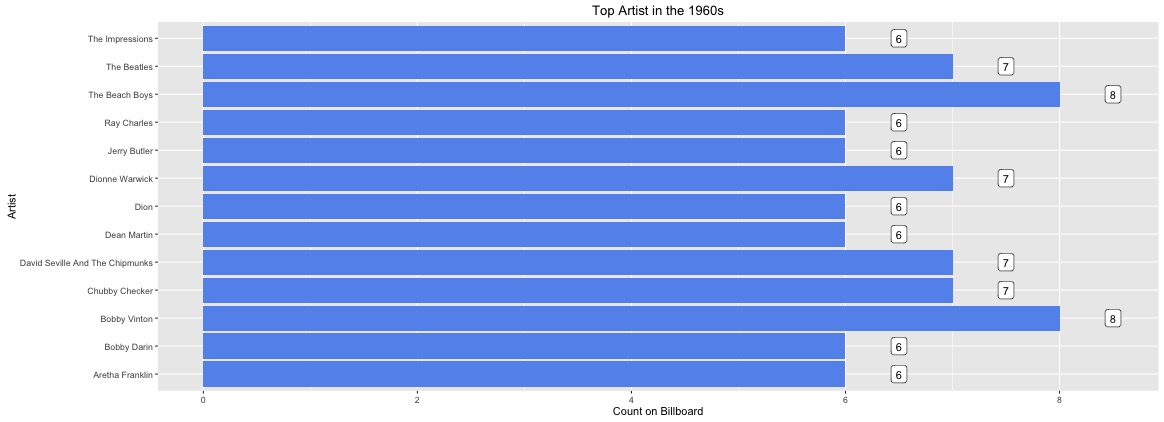 Top Artist in the 1960s
Artist
The Impressions 6
The Beatles 7
The Beach Boys 8
Ray Charles 6
Jerry Butler 6
Dionne Warwick 7
Dion 6
Dean Martin 6
David Seville And The Chipmunks 7
Chubby Checker 7
Bobby Vinton 8
Bobby Darin 6
Aretha Franklin 6
0 2 4 6 8
Count on Billboard